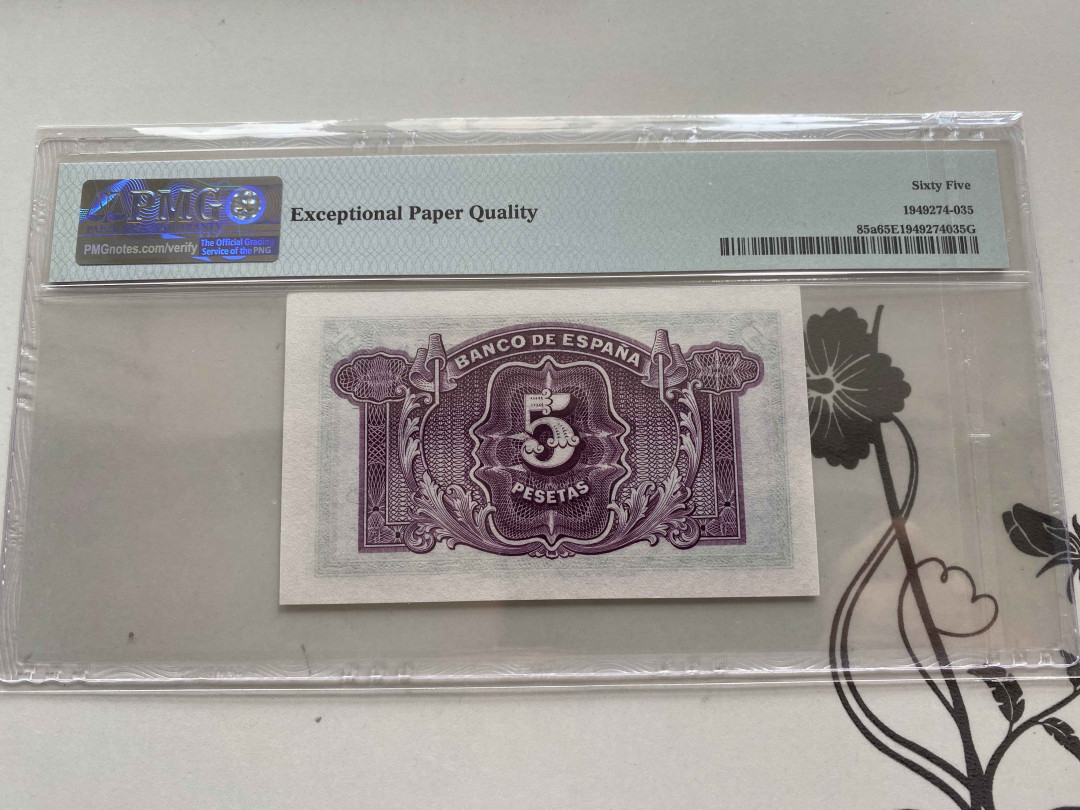 PMG
PMGnotes.com/verify
The Official Grading
Service of the PNG
Exceptional Paper Quality
Sixty Five
1949274-035
85a65E1949274035G
BANCO DE ESPAÑA
5
PESETAS